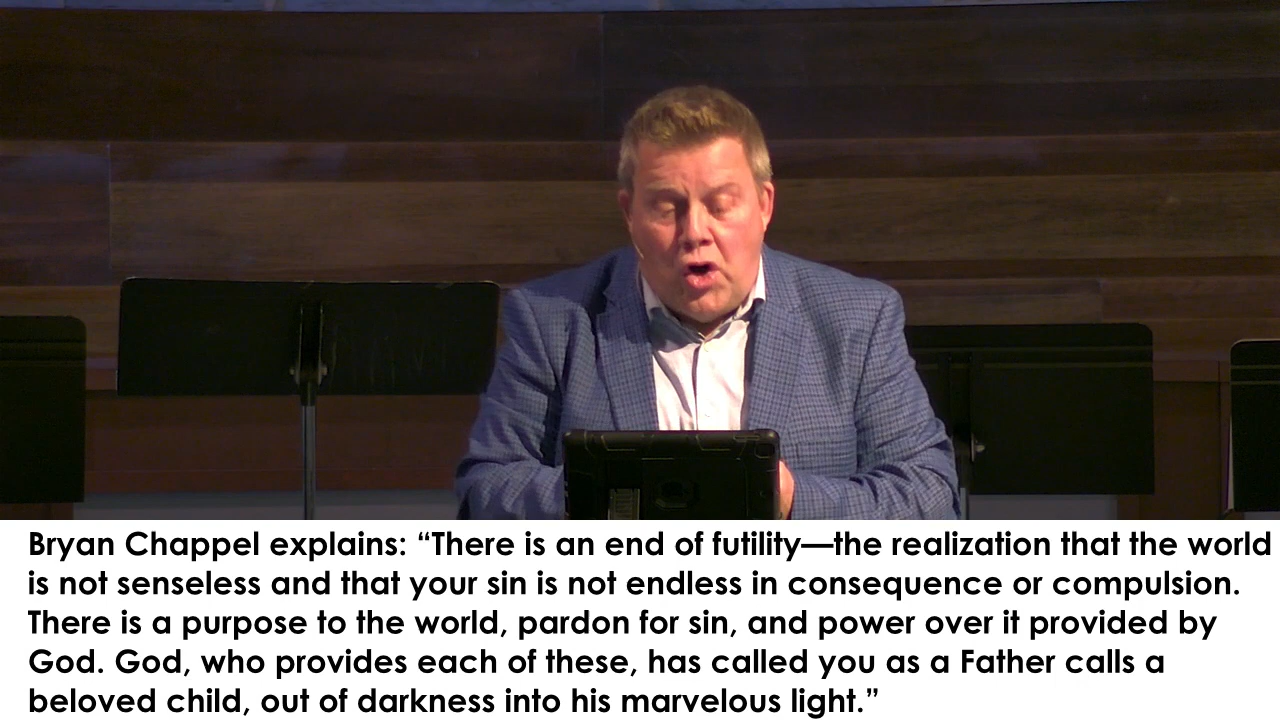 Bryan Chappel explains: “There is an end of futility—the realization that the world
is not senseless and that your sin is not endless in consequence or compulsion.
There is a purpose to the world, pardon for sin, and power over it provided by
God. God, who provides each of these, has called you as a Father calls a
beloved child, out of darkness into his marvelous light.”